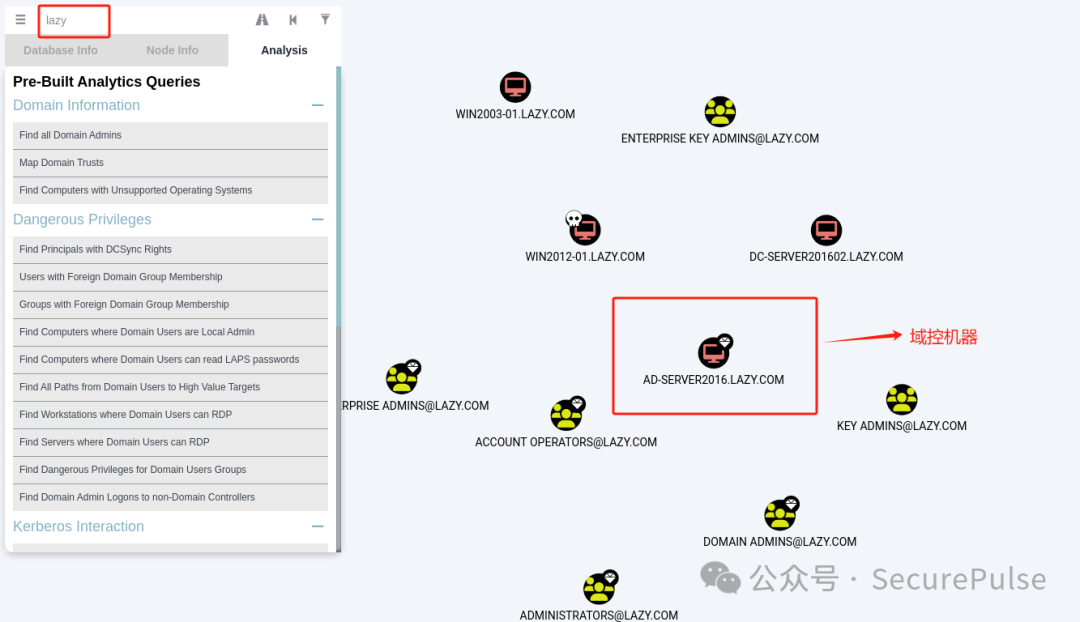 lazy
Database Info
Node Info
Analysis
Pre-Built Analytics Queries
Domain Information
Find all Domain Admins
Map Domain Trusts
Find Computers with Unsupported Operating Systems
Dangerous Privileges
Find Principals with DCSync Rights
Users with Foreign Domain Group Membership
Groups with Foreign Domain Group Membership
Find Computers where Domain Users are Local Admin
Find Computers where Domain Users can read LAPS passwords
Find All Paths from Domain Users to High Value Targets
Find Workstations where Domain Users can RDP
Find Servers where Domain Users can RDP
Find Dangerous Privileges for Domain Users Groups
Find Domain Admin Logons to non-Domain Controllers
Kerberos Interaction
WIN2003-01.LAZY.COM
ENTERPRISE KEY ADMINS@LAZY.COM
WIN2012-01.LAZY.COM
DC-SERVER201602.LAZY.COM
域控机器
AD-SERVER2016.LAZY.COM
RPRISE ADMINS@LAZY.COM
KEY ADMINS@LAZY.COM
ACCOUNT OPERATORS@LAZY.COM
DOMAIN ADMINS@LAZY.COM
公众号 · SecurePulse
ADMINISTRATORS@LAZY.COM